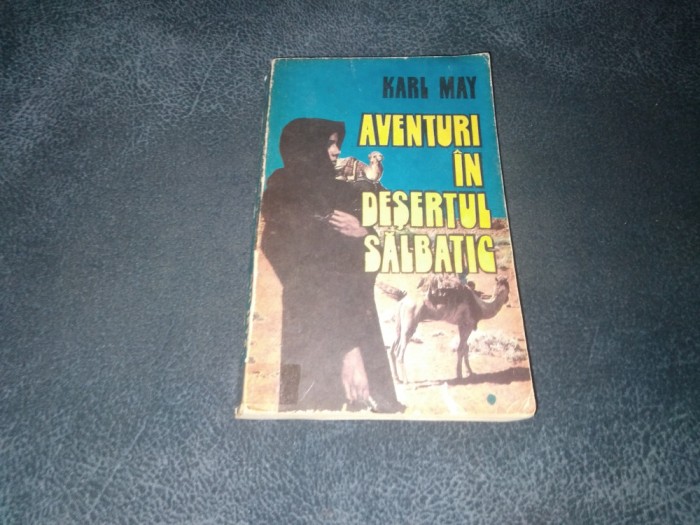 KARL MAY
AVENTURI
ÎN
DEȘERTUL
SĂLBATIC